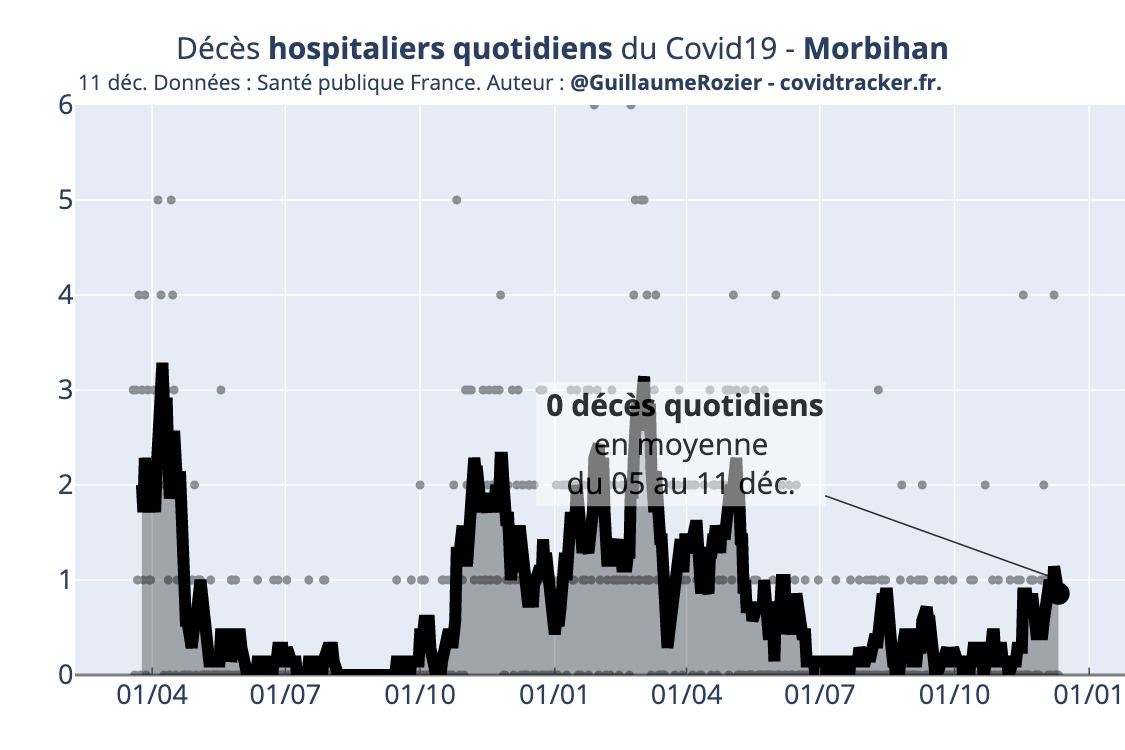 Décès hospitaliers quotidiens du Covid19 - Morbihan
11 déc. Données : Santé publique France. Auteur : @GuillaumeRozier - covidtracker.fr.
6
5
4
3
0 décès quotidiens
en moyenne
2
du 05 au 11 déc.
1
0
01/04 01/07 01/10 01/01 01/04 01/07 01/10 01/01